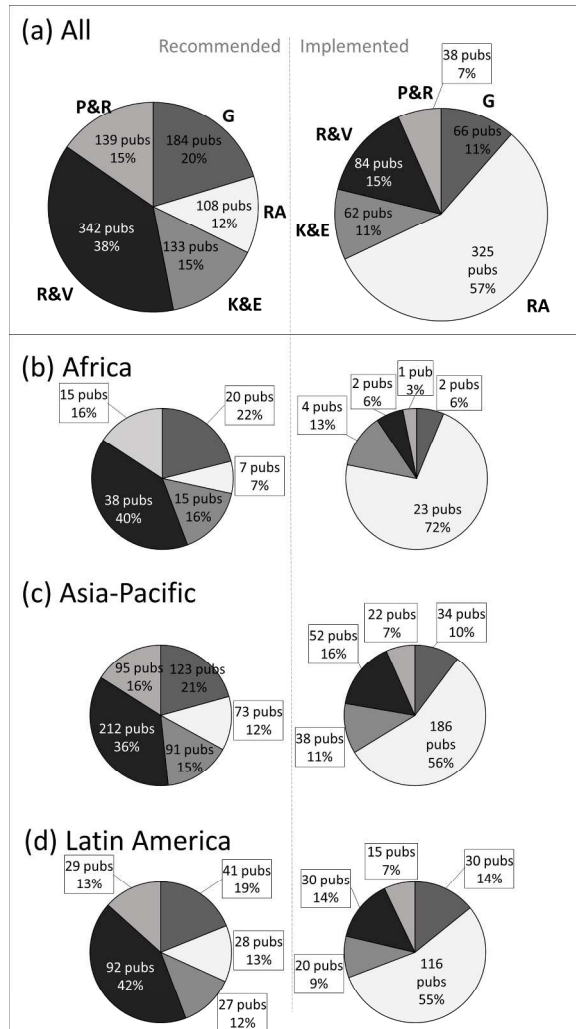 (a) All
Recommended
Implemented
P&R
G
139 pubs
15%
184 pubs
20%
RA
108 pubs
12%
342 pubs
38%
133 pubs
15%
R&V
K&E
38 pubs
7%
P&R
G
R&V
66 pubs
11%
84 pubs
15%
K&E
62 pubs
11%
325
pubs
57%
RA
(b) Africa
15 pubs
16%
20 pubs
22%
7 pubs
7%
38 pubs
40%
15 pubs
16%
1 pub
3%
2 pubs
6%
2 pubs
6%
4 pubs
13%
23 pubs
72%
(c) Asia-Pacific
95 pubs
16%
123 pubs
21%
73 pubs
12%
212 pubs
36%
91 pubs
15%
22 pubs
7%
34 pubs
10%
52 pubs
16%
38 pubs
11%
186
pubs
56%
(d) Latin America
29 pubs
13%
41 pubs
19%
28 pubs
13%
92 pubs
42%
27 pubs
12%
15 pubs
7%
30 pubs
14%
30 pubs
14%
20 pubs
9%
116
pubs
55%